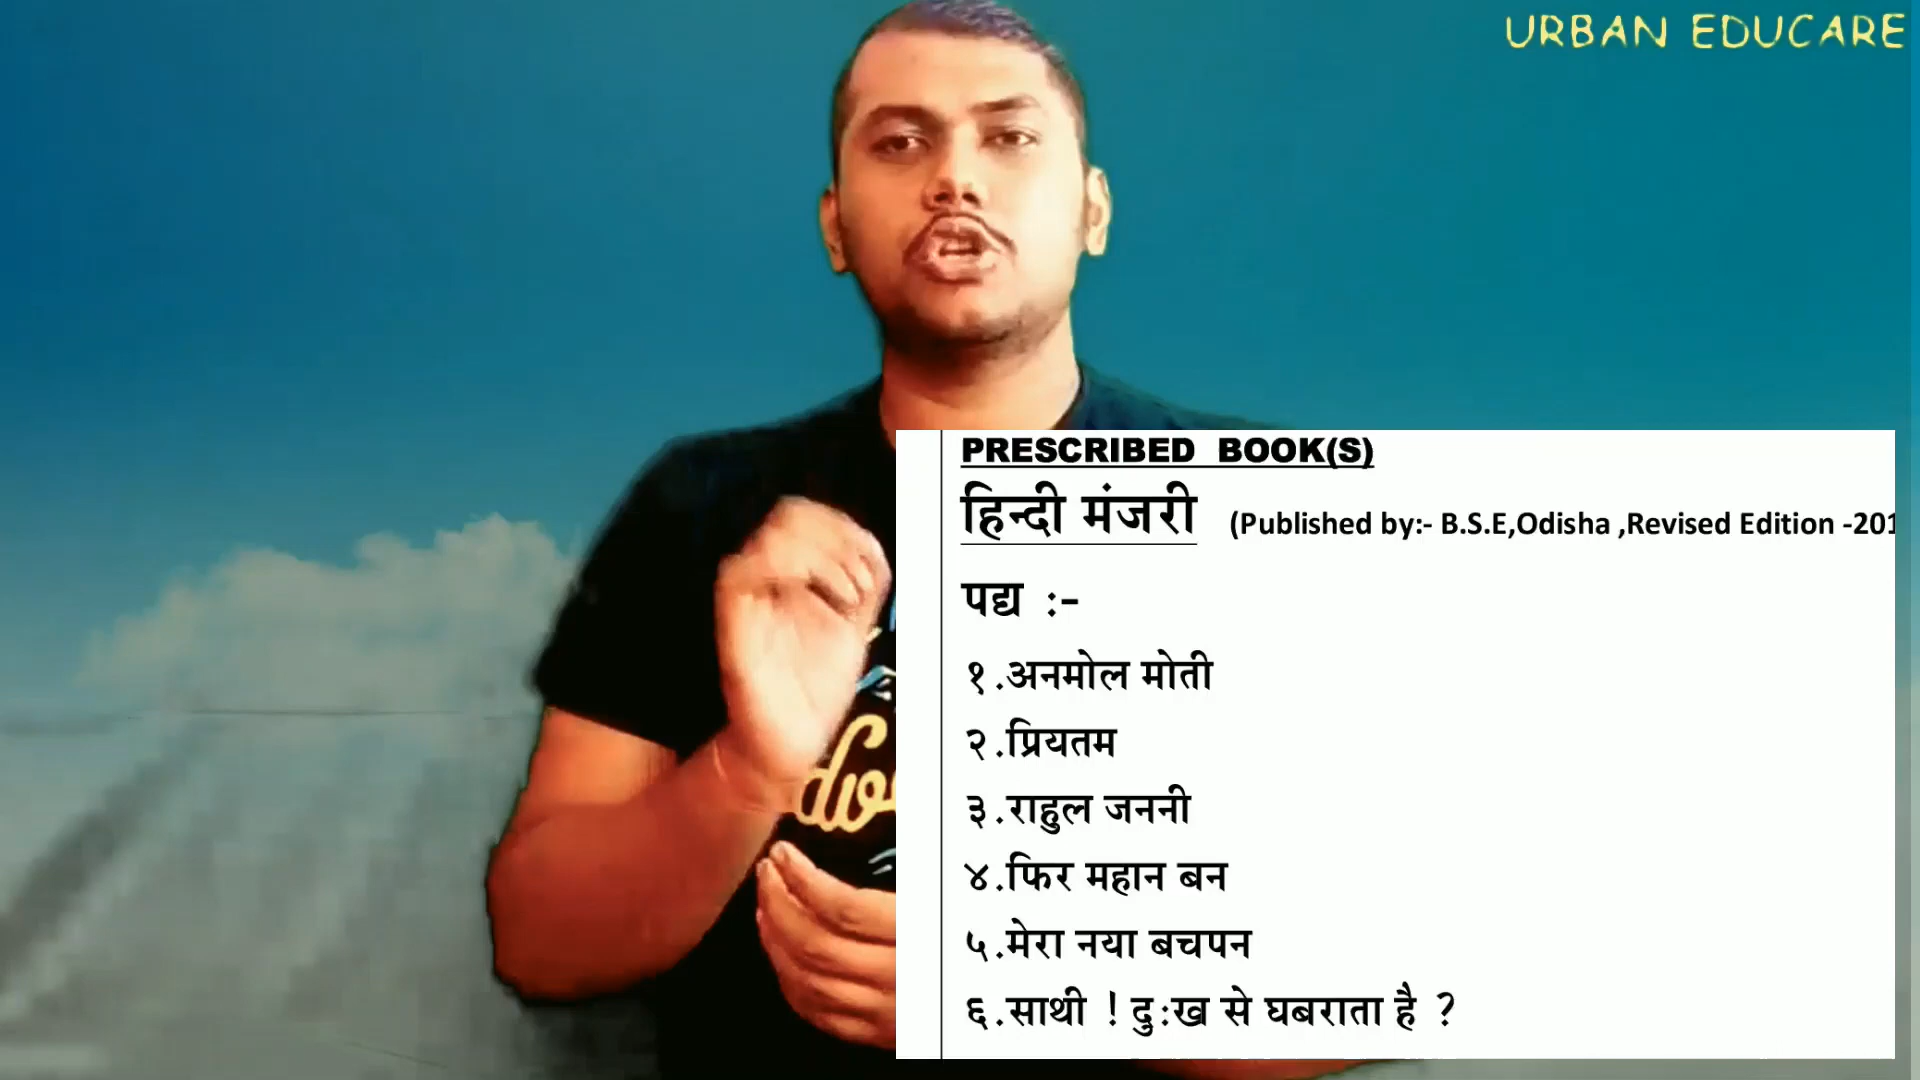 URBAN EDUCARE
PRESCRIBED BOOK(S)
हिन्दी मंजरी (Published by:- B.S.E,Odisha ,Revised Edition -201
पद्य :-
१.अनमोल मोती
२.प्रियतम
३.राहुल जननी
४.फिर महान बन
५.मेरा नया बचपन
६.साथी ! दुःख से घबराता है ?